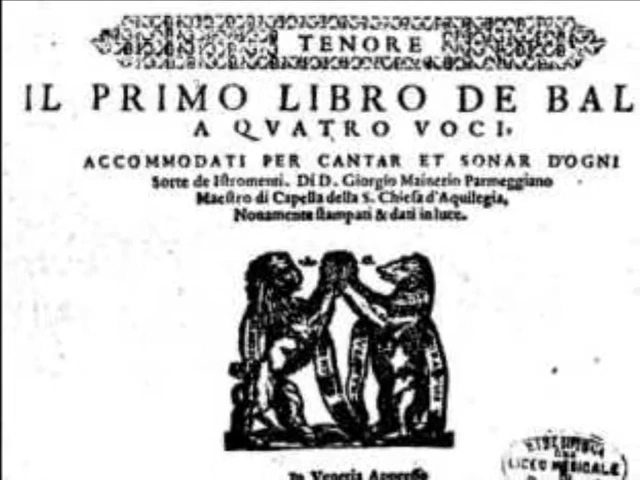 TENORE
IL PRIMO LIBRO DE BAL
A QVATRO VOCI,
ACCOMMODATI PER CANTAR ET SONAR D'OGNI
Sorte de Istromenti. Di D. Giorgio Mainerio Parmeggiano
Maestro di Capella della S. Chiesa d'Aquilegia,
Nouamente stampati & dati in luce.
In Venetia Appresso
LICEO MUSICALE